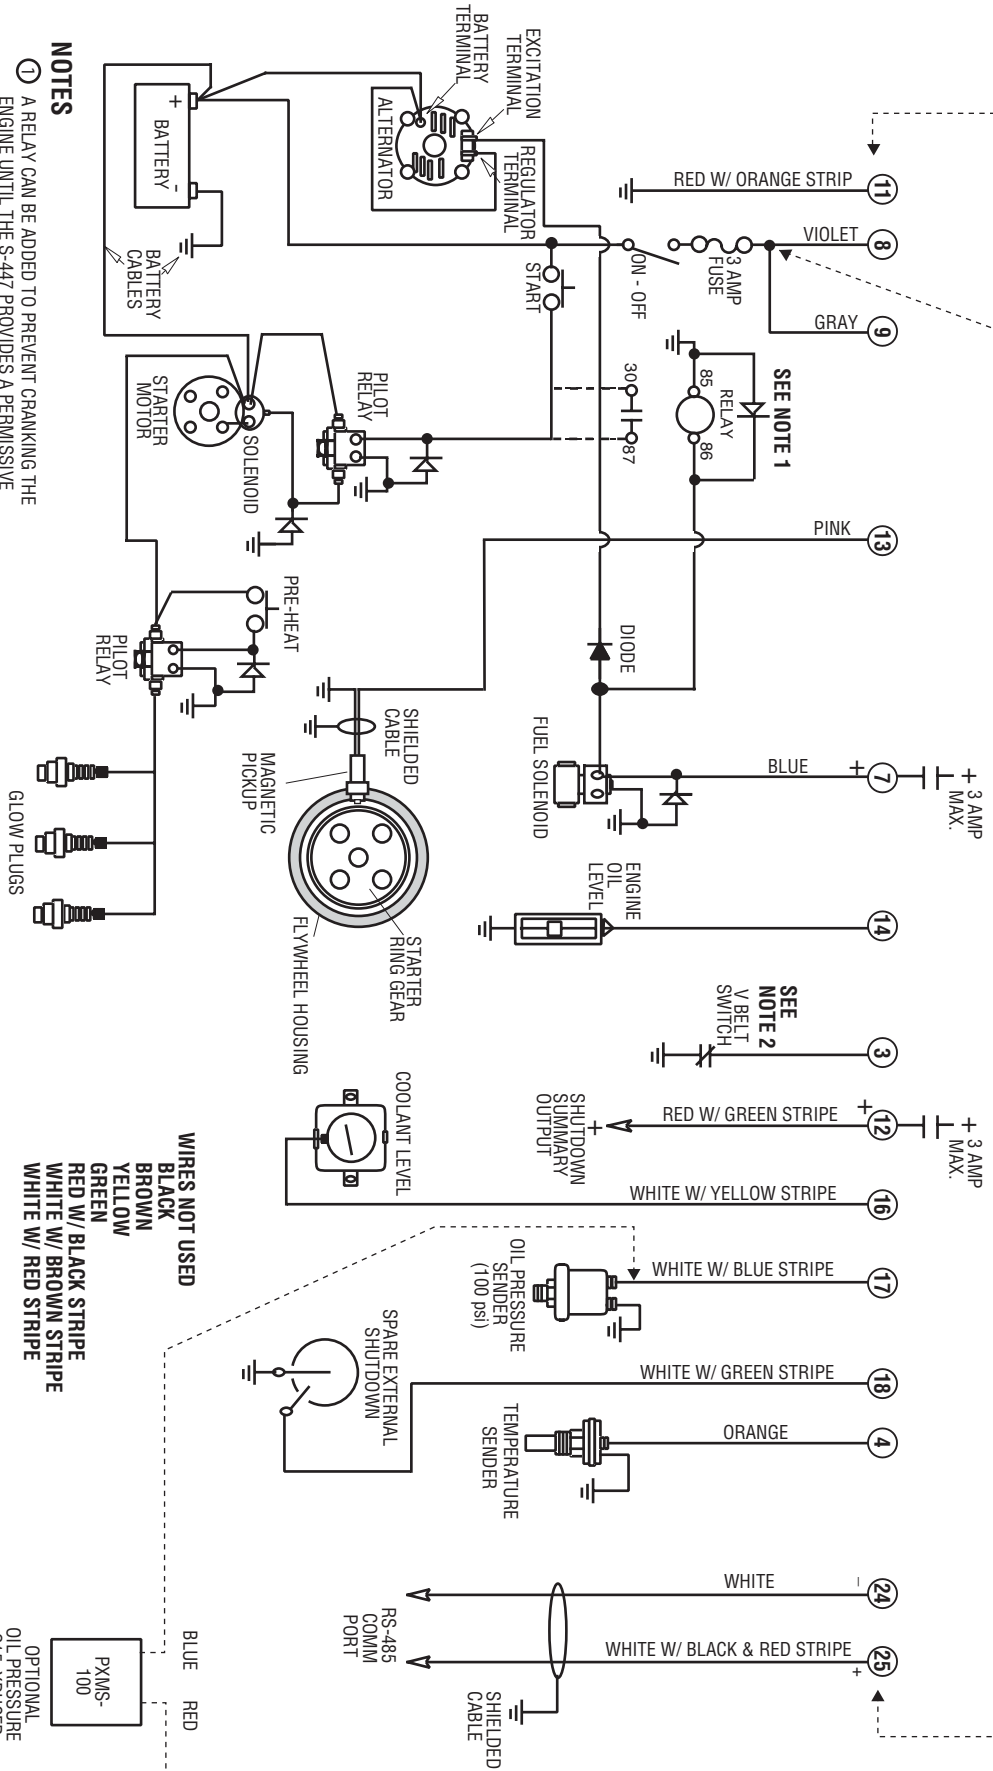 11
RED W/ ORANGE STRIP
8
VIOLET
3 AMP
FUSE
ON - OFF
9
GRAY
SEE NOTE 1
85
RELAY
86
30
87
START
EXCITATION
TERMINAL
BATTERY
TERMINAL
REGULATOR
TERMINAL
ALTERNATOR
+ BATTERY -
BATTERY
CABLES
PILOT
RELAY
SOLENOID
STARTER
MOTOR
13
PINK
DIODE
PRE-HEAT
PILOT
RELAY
GLOW PLUGS
SHIELDED
CABLE
MAGNETIC
PICKUP
STARTER
RING GEAR
FLYWHEEL HOUSING
7
+
+ 3 AMP
MAX.
BLUE
FUEL SOLENOID
14
ENGINE
OIL
LEVEL
3
SEE
NOTE 2
V BELT
SWITCH
12
+
+ 3 AMP
MAX.
RED W/ GREEN STRIPE
+
SHUTDOWN
SUMMARY
OUTPUT
16
WHITE W/ YELLOW STRIPE
COOLANT LEVEL
17
WHITE W/ BLUE STRIPE
OIL PRESSURE
SENDER
(100 psi)
18
WHITE W/ GREEN STRIPE
SPARE EXTERNAL
SHUTDOWN
4
ORANGE
TEMPERATURE
SENDER
24
–
WHITE
25
+
WHITE W/ BLACK & RED STRIPE
RS-485
COMM
PORT
SHIELDED
CABLE
WIRES NOT USED
BLACK
BROWN
YELLOW
GREEN
RED W/ BLACK STRIPE
WHITE W/ BROWN STRIPE
WHITE W/ RED STRIPE
BLUE
RED
PXMS-
100
OPTIONAL
OIL PRESSURE
NOTES
1 A RELAY CAN BE ADDED TO PREVENT CRANKING THE
ENGINE UNTIL THE S-447 PROVIDES A PERMISSIVE